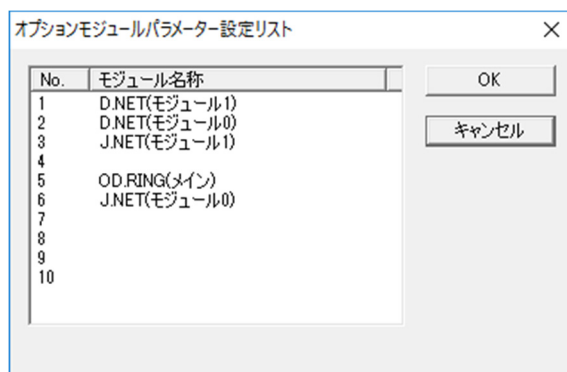 オプションモジュールパラメーター設定リスト
No. モジュール名称
1 D.NET(モジュール1)
2 D.NET(モジュール0)
3 J.NET(モジュール1)
4
5 OD.RING(メイン)
6 J.NET(モジュール0)
7
8
9
10
OK
キャンセル